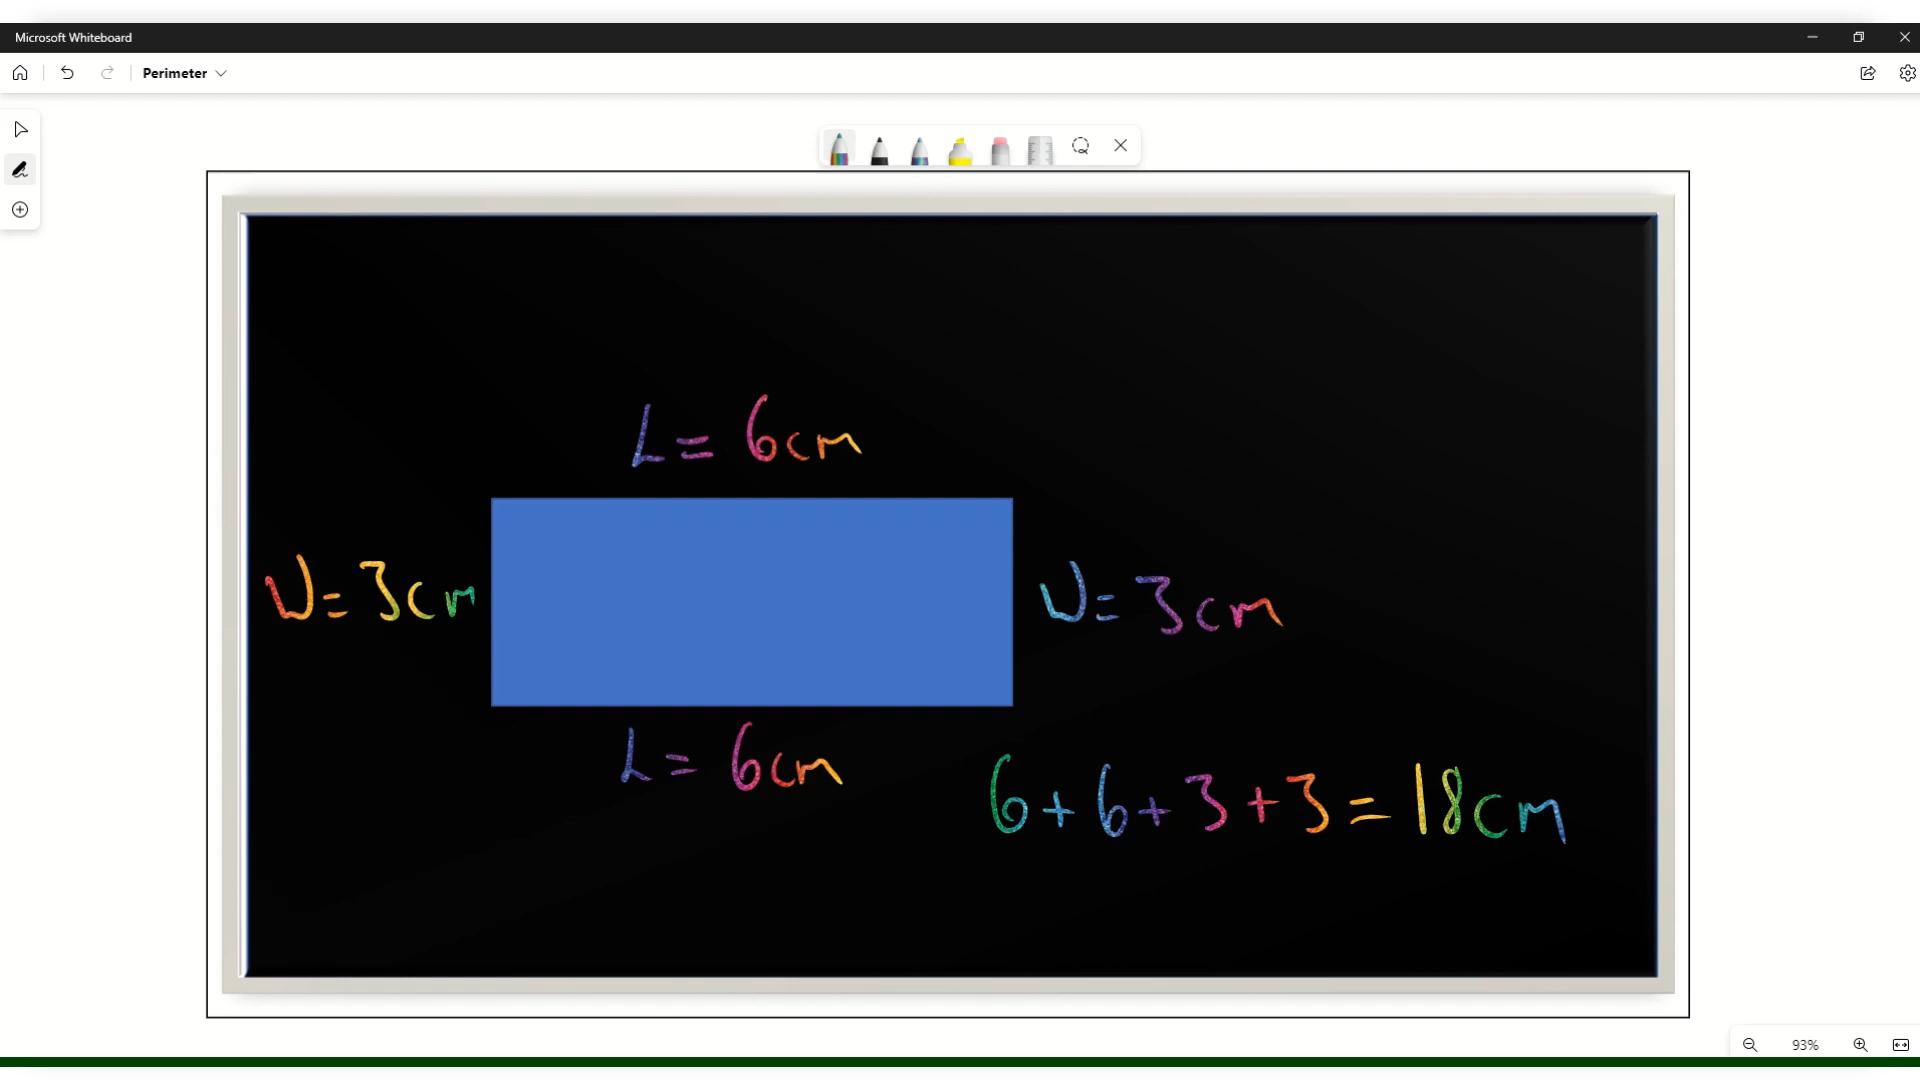 Microsoft Whiteboard
Perimeter
L = 6cm
W = 3cm
W = 3cm
L = 6cm
6 + 6 + 3 + 3 = 18cm
93%